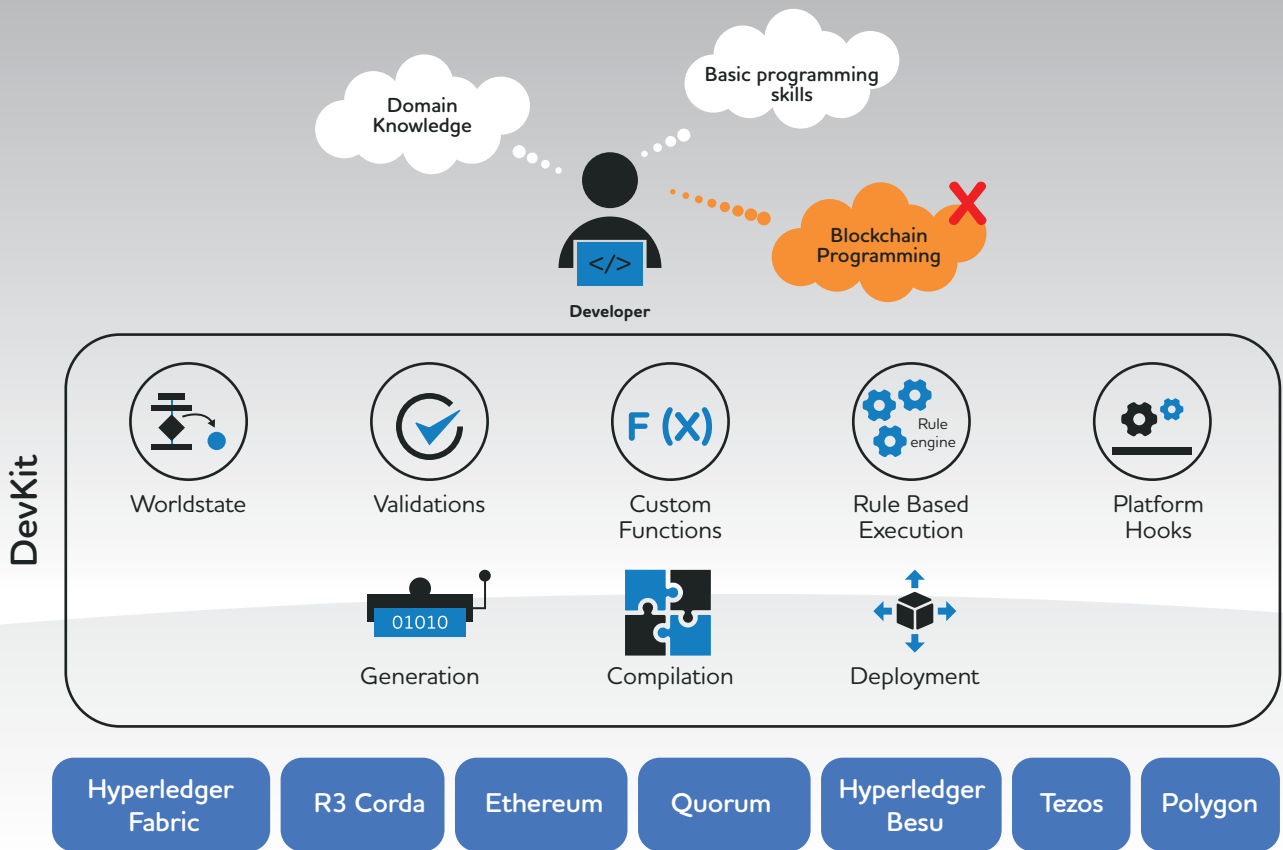 Basic programming
skills
Domain
Knowledge
Blockchain
Programming
</>
Developer
DevKit
F (X)
Rule
engine
Worldstate
Validations
Custom
Functions
Rule Based
Execution
Platform
Hooks
01010
Generation
Compilation
Deployment
Hyperledger
Fabric
R3 Corda
Ethereum
Quorum
Hyperledger
Besu
Tezos
Polygon